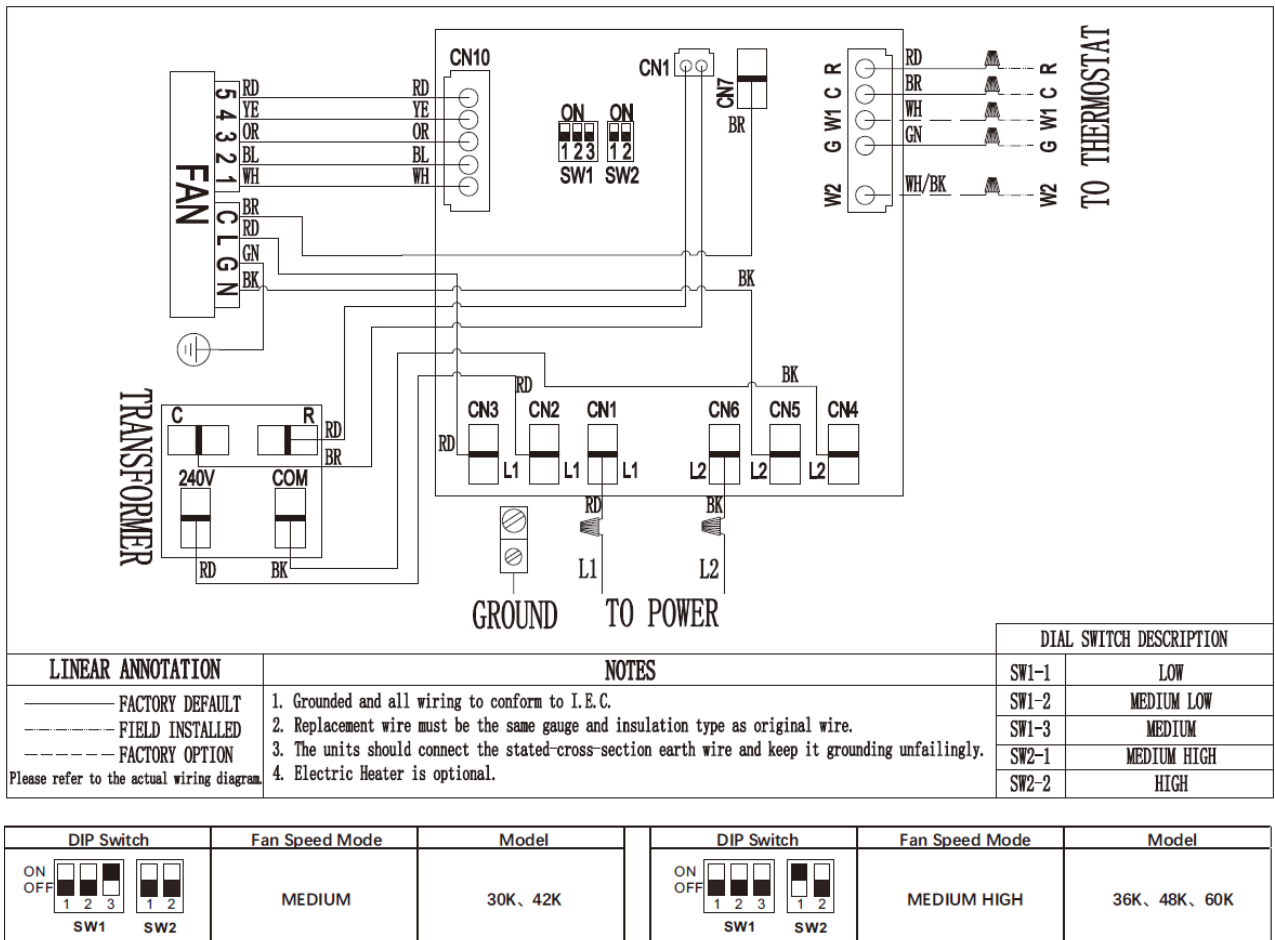 CN10
CN1
CN7
BR
ON
ON
1 2 3
1 2
SW1
SW2
FAN
5
4
3
2
1
C
L
G
N
RD
YE
OR
BL
WH
BR
RD
GN
BK
RD
YE
OR
BL
WH
R
C
W1
G
W2
RD
BR
WH
GN
WH/BK
R
C
W1
G
W2
TO THERMOSTAT
BK
BK
RD
TRANSFORMER
C
R
RD
BR
240V
COM
RD
BK
CN3
CN2
CN1
CN6
CN5
CN4
RD
L1
L1
L1
L2
L2
L2
RD
BK
L1
L2
GROUND
TO POWER
DIAL SWITCH DESCRIPTION
SW1-1 LOW
SW1-2 MEDIUM LOW
SW1-3 MEDIUM
SW2-1 MEDIUM HIGH
SW2-2 HIGH
LINEAR ANNOTATION
FACTORY DEFAULT
FIELD INSTALLED
FACTORY OPTION
Please refer to the actual wiring diagram.
NOTES
1. Grounded and all wiring to conform to I.E.C.
2. Replacement wire must be the same gauge and insulation type as original wire.
3. The units should connect the stated-cross-section earth wire and keep it grounding unfailingly.
4. Electric Heater is optional.
DIP Switch Fan Speed Mode Model
ON
OFF
1 2 3
1 2
SW1
SW2
MEDIUM
30K、42K
DIP Switch Fan Speed Mode Model
ON
OFF
1 2 3
1 2
SW1
SW2
MEDIUM HIGH
36K、48K、60K